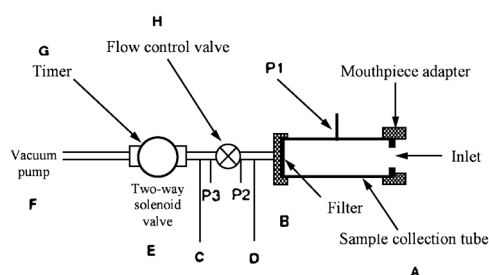 H
G
Flow control valve
Timer
P1
Mouthpiece adapter
Vacuum
pump
Inlet
Two-way
solenoid
valve
P3
P2
F
B
Filter
Sample collection tube
E
C
D
A